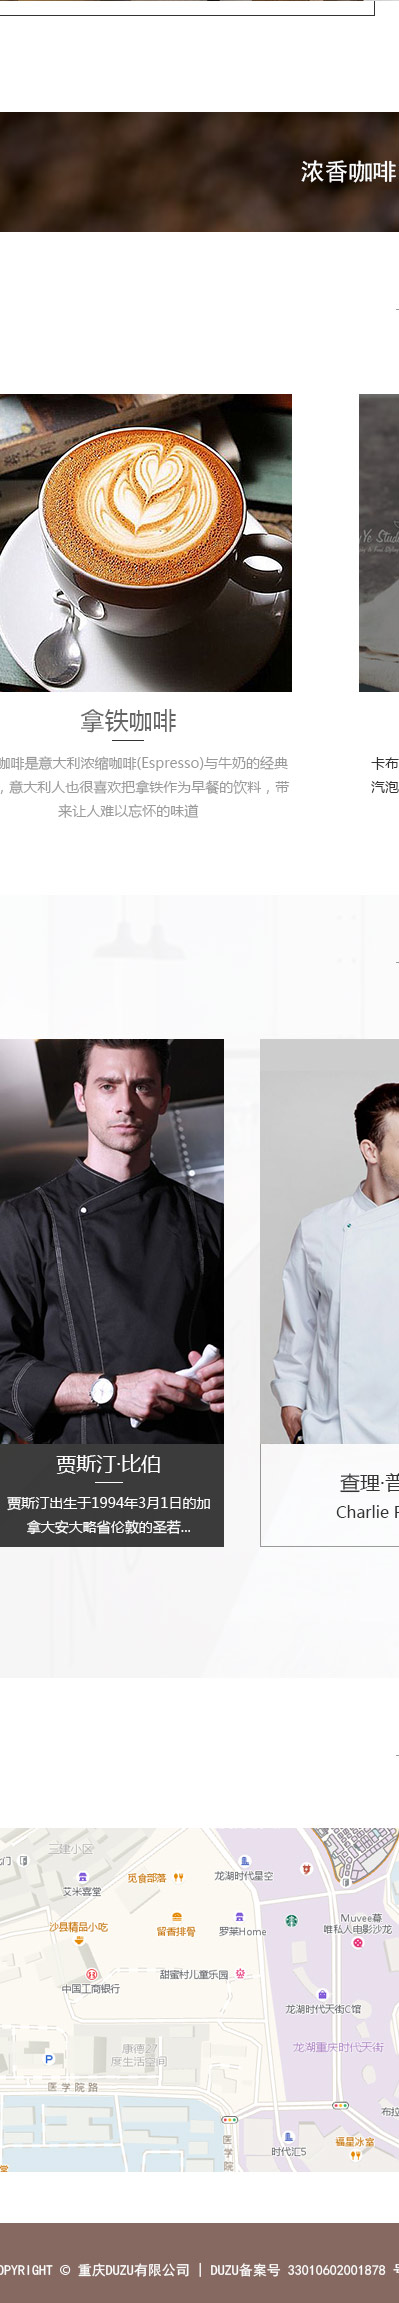 浓香咖啡
拿铁咖啡
咖啡是意大利浓缩咖啡(Espresso)与牛奶的经典
，意大利人也很喜欢把拿铁作为早餐的饮料，带
来让人难以忘怀的味道
卡布
汽泡
贾斯汀·比伯
贾斯汀出生于1994年3月1日的加
拿大安大略省伦敦的圣若...
查理·普
Charlie P
三建小区
门
艾米喜堂
觅食部落
龙湖时代星空
沙县精品小吃
留香排骨
罗莱Home
Muvee蓦
唯私人电影沙龙
中国工商银行
甜蜜村儿童乐园
龙湖时代天街C馆
康德27
度生活空间
龙湖重庆时代天街
P
医学院路
医学院
布拉
时代汇5
福星冰室
OPYRIGHT © 重庆DUZU有限公司 | DUZU备案号 33010602001878 号